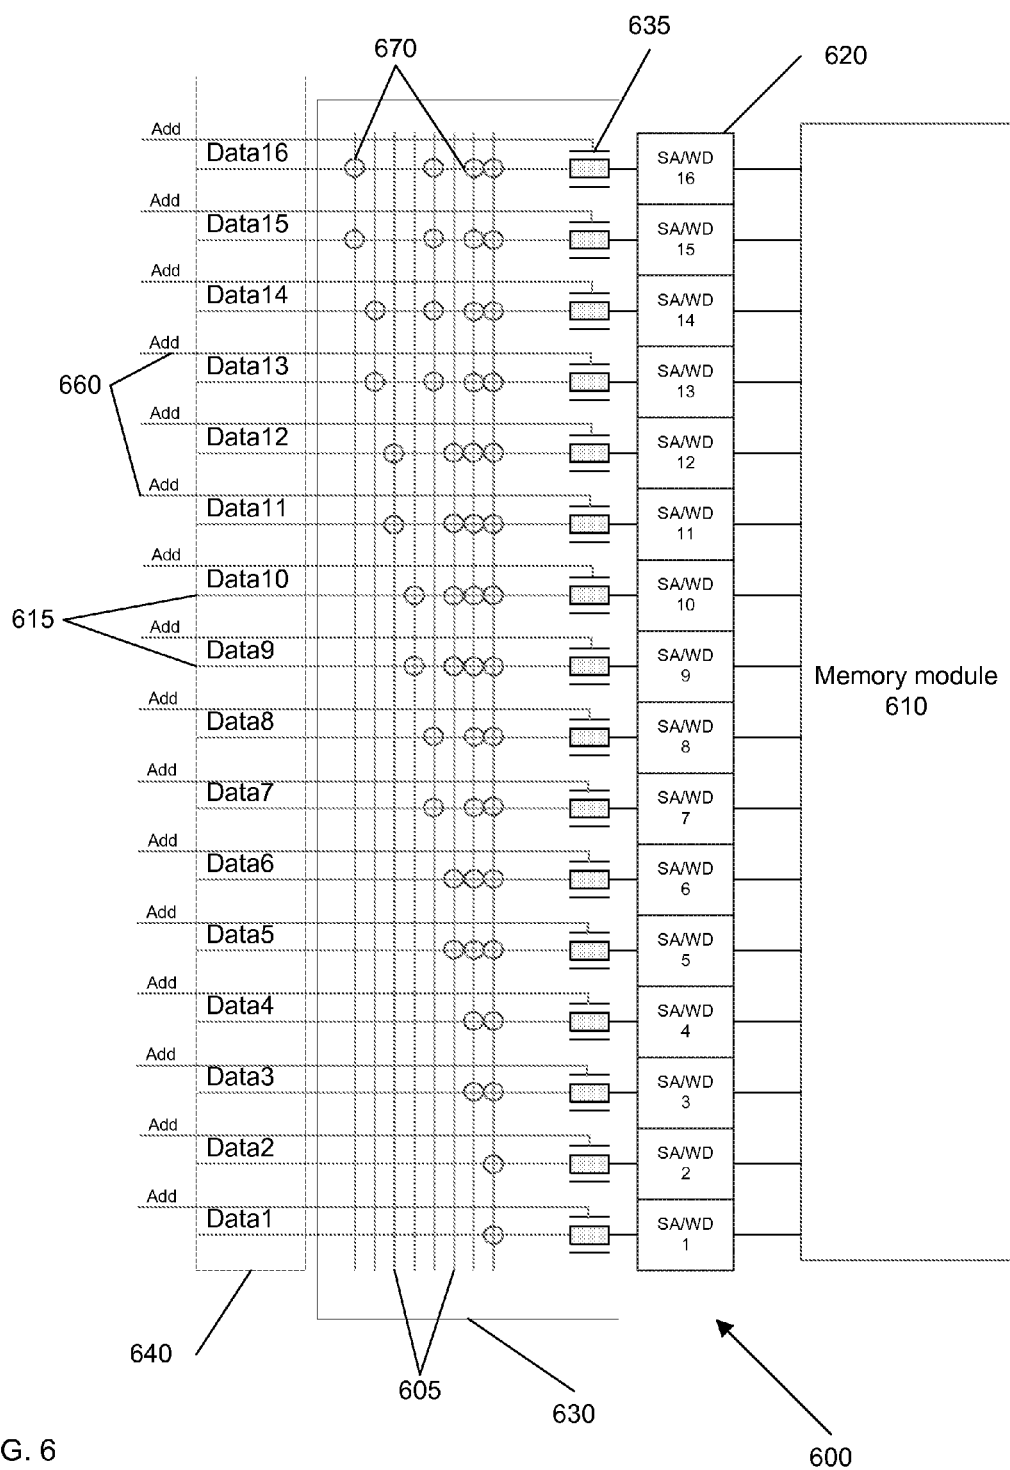 635
670
620
Add
Data16
SA/WD
16
Add
Data15
SA/WD
15
Add
Data14
SA/WD
14
Add
Data13
SA/WD
13
660
Add
Data12
SA/WD
12
Add
Data11
SA/WD
11
Add
Data10
SA/WD
10
615
Add
Data9
SA/WD
9
Memory module
610
Add
Data8
SA/WD
8
Add
Data7
SA/WD
7
Add
Data6
SA/WD
6
Add
Data5
SA/WD
5
Add
Data4
SA/WD
4
Add
Data3
SA/WD
3
Add
Data2
SA/WD
2
Add
Data1
SA/WD
1
640
605
630
G. 6
600